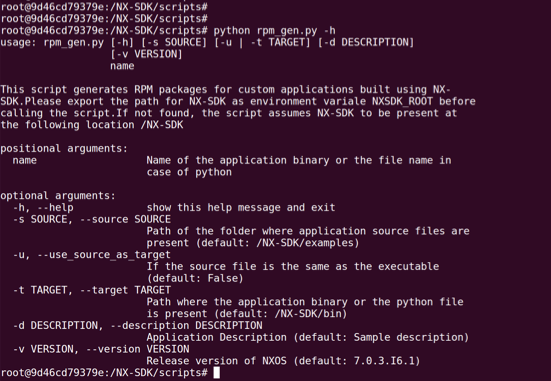 root@9d46cd79379e:/NX-SDK/scripts#
root@9d46cd79379e:/NX-SDK/scripts#
root@9d46cd79379e:/NX-SDK/scripts# python rpm_gen.py -h
usage: rpm_gen.py [-h] [-s SOURCE] [-u | -t TARGET] [-d DESCRIPTION]
[-v VERSION]
name
This script generates RPM packages for custom applications built using NX-
SDK.Please export the path for NX-SDK as environment variale NXSDK_ROOT before
calling the script.If not found, the script assumes NX-SDK to be present at
the following location /NX-SDK
positional arguments:
name Name of the application binary or the file name in
case of python
optional arguments:
-h, --help show this help message and exit
-s SOURCE, --source SOURCE
Path of the folder where application source files are
present (default: /NX-SDK/examples)
-u, --use_source_as_target
If the source file is the same as the executable
(default: False)
-t TARGET, --target TARGET
Path where the application binary or the python file
is present (default: /NX-SDK/bin)
-d DESCRIPTION, --description DESCRIPTION
Application Description (default: Sample description)
-v VERSION, --version VERSION
Release version of NXOS (default: 7.0.3.I6.1)
root@9d46cd79379e:/NX-SDK/scripts#